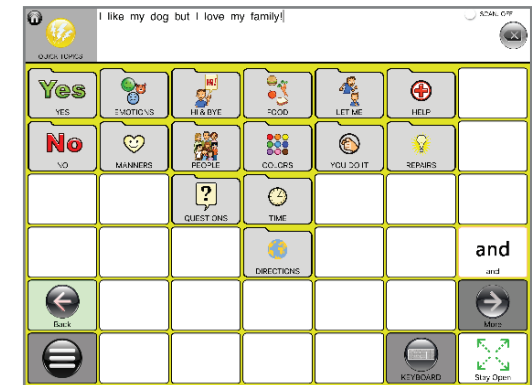 I like my dog but I love my family!
SCAN: OFF
QUICK TOPICS
Yes
YES
EMOTIONS
HI!
HI & BYE
FOOD
LET ME
HELP
No
NO
MANNERS
PEOPLE
COLORS
YOU DO IT
REPAIRS
?
QUESTIONS
TIME
DIRECTIONS
and
and
Back
More
KEYBOARD
Stay Open